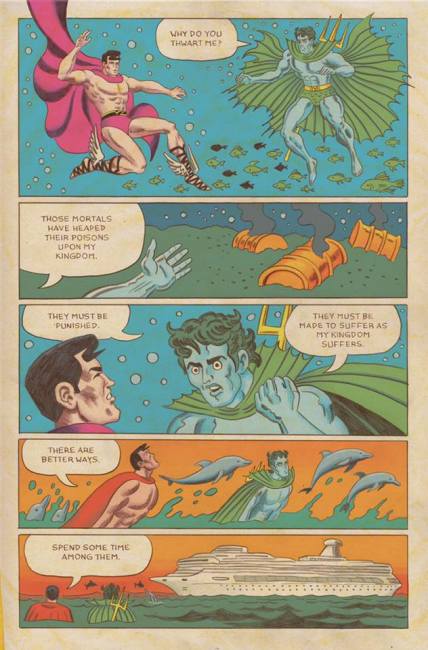 WHY DO YOU
THWART ME?
THOSE MORTALS
HAVE HEAPED
THEIR POISONS
UPON MY
KINGDOM.
THEY MUST BE
PUNISHED.
THEY MUST BE
MADE TO SUFFER AS
MY KINGDOM
SUFFERS.
THERE ARE
BETTER WAYS.
SPEND SOME TIME
AMONG THEM.